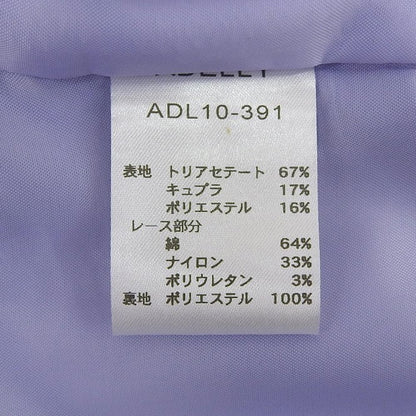 ADL10-391
表地 トリアセテート 67%
キュプラ 17%
ポリエステル 16%
レース部分
綿 64%
ナイロン 33%
ポリウレタン 3%
裏地 ポリエステル 100%